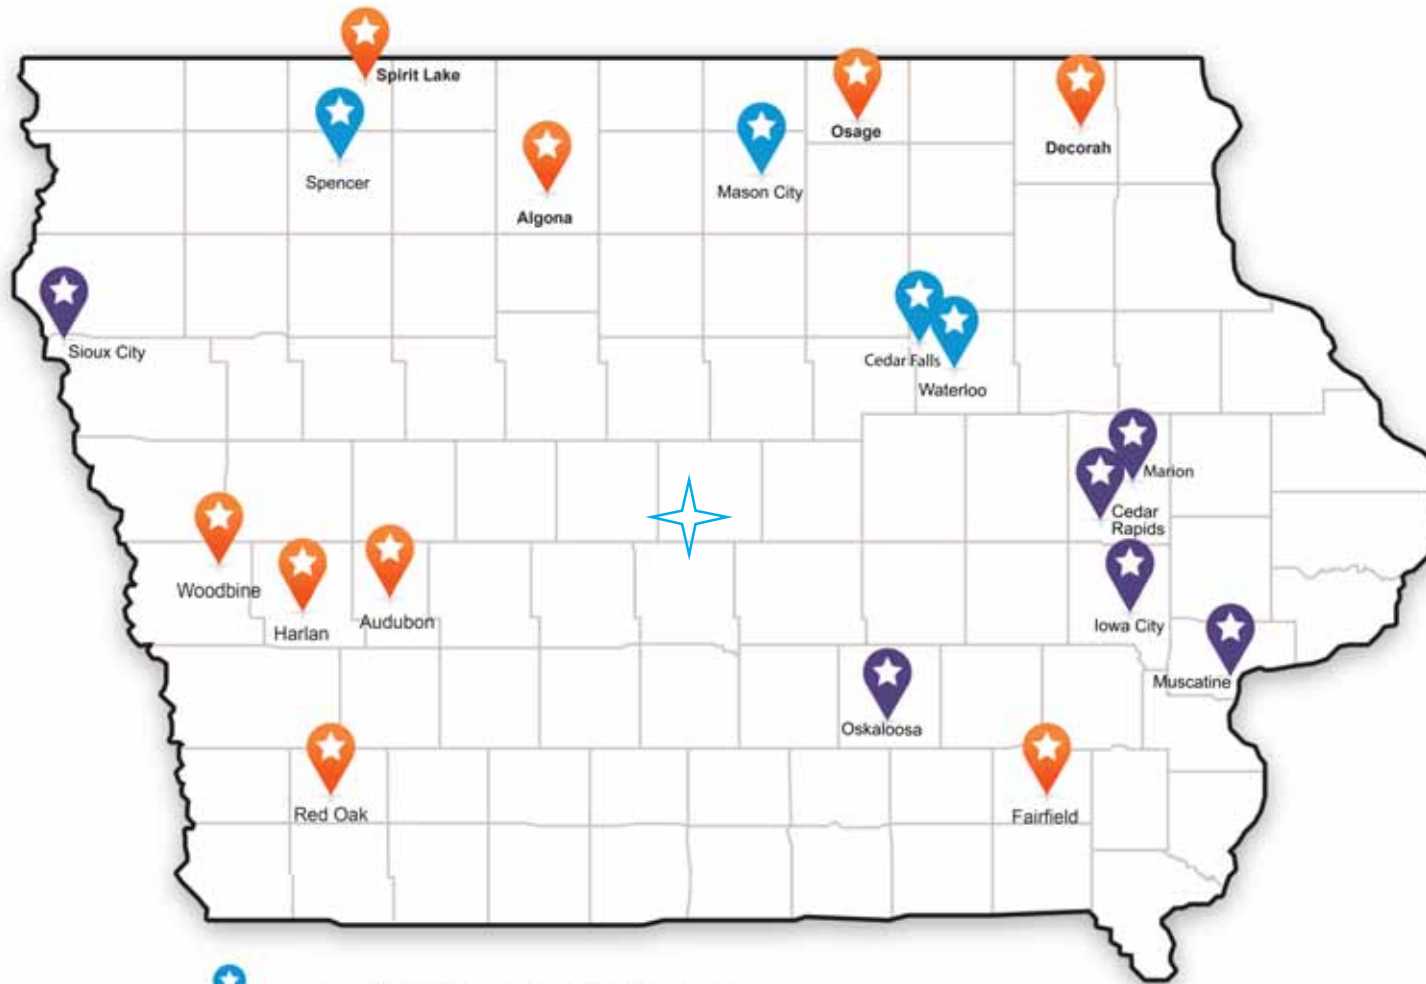 Spirit Lake
Osage
Decorah
Spencer
Mason City
Algona
Sioux City
Cedar Falls
Waterloo
Marion
Cedar
Rapids
Woodbine
Harlan
Audubon
Iowa City
Muscatine
Oskaloosa
Red Oak
Fairfield